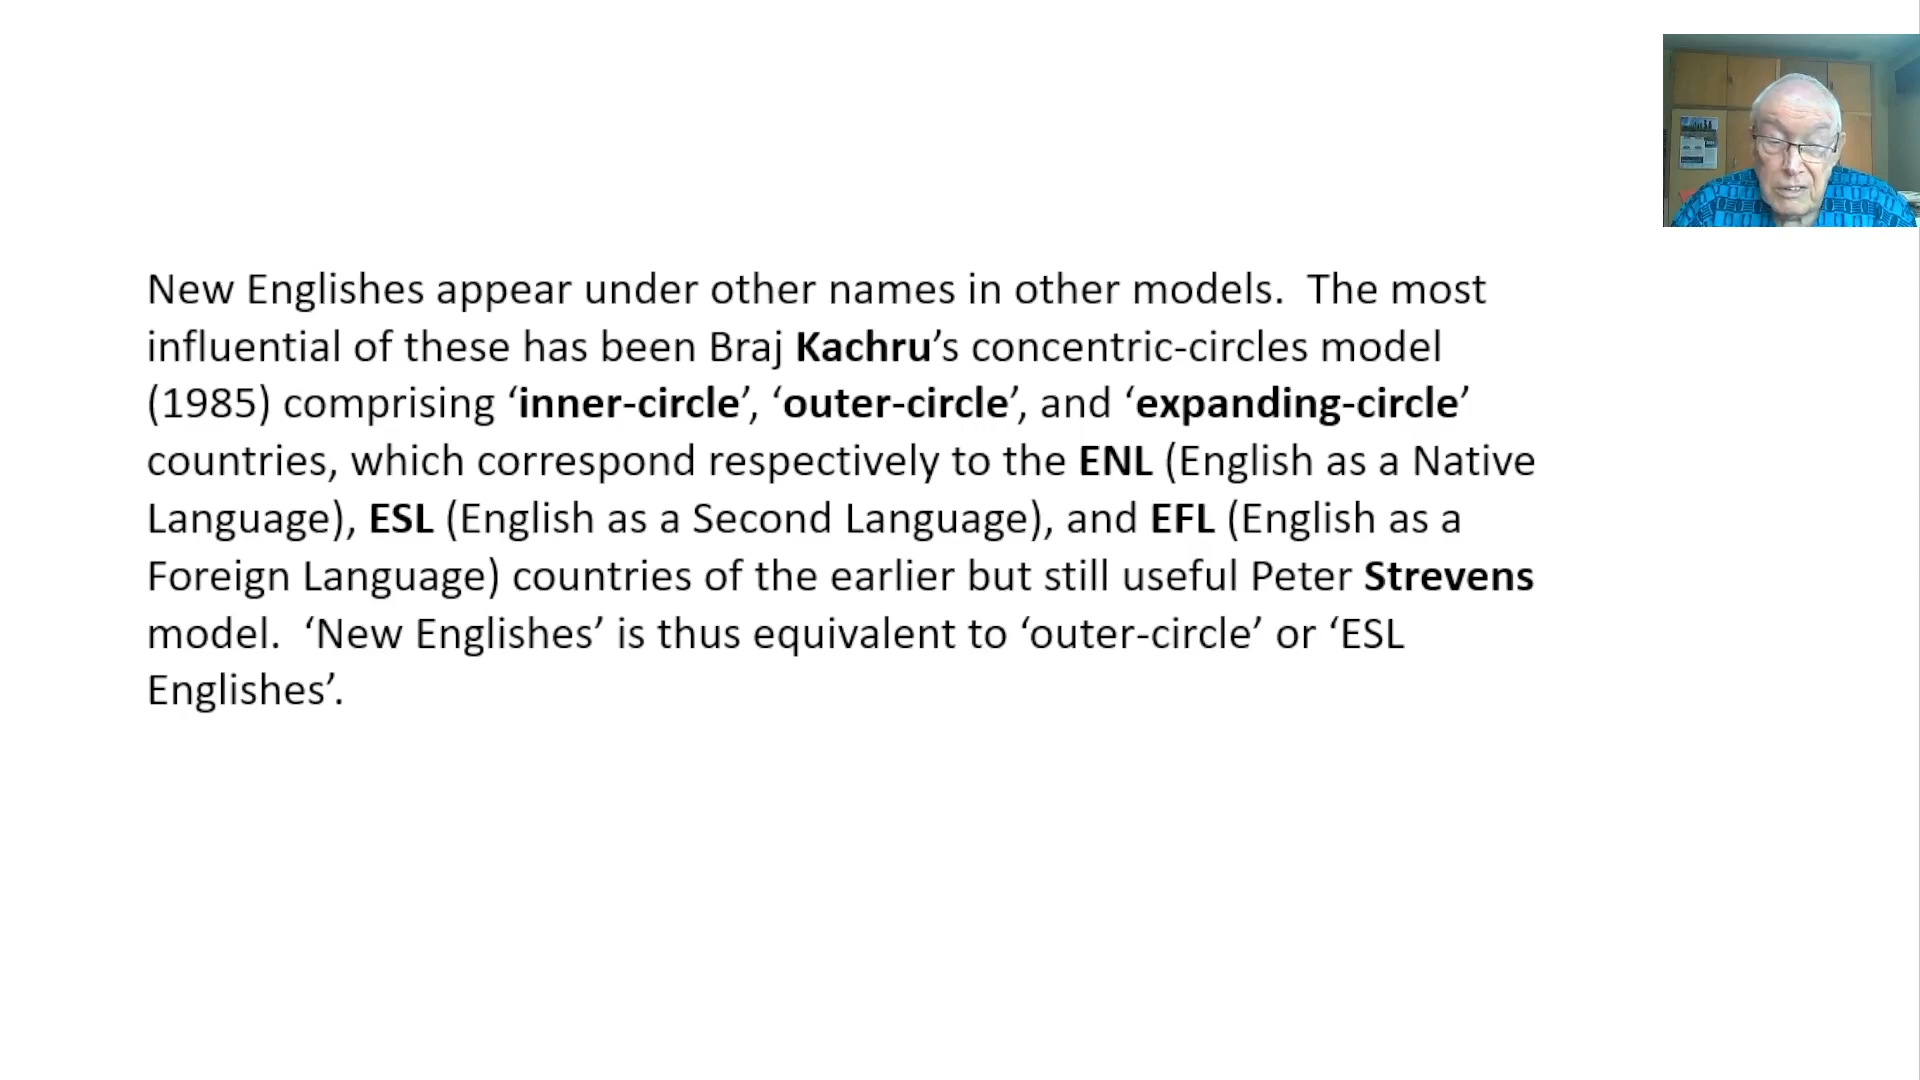 New Englishes appear under other names in other models.  The most
influential of these has been Braj Kachru’s concentric-circles model
(1985) comprising ‘inner-circle’, ‘outer-circle’, and ‘expanding-circle’
countries, which correspond respectively to the ENL (English as a Native
Language), ESL (English as a Second Language), and EFL (English as a
Foreign Language) countries of the earlier but still useful Peter Strevens
model.  ‘New Englishes’ is thus equivalent to ‘outer-circle’ or ‘ESL
Englishes’.